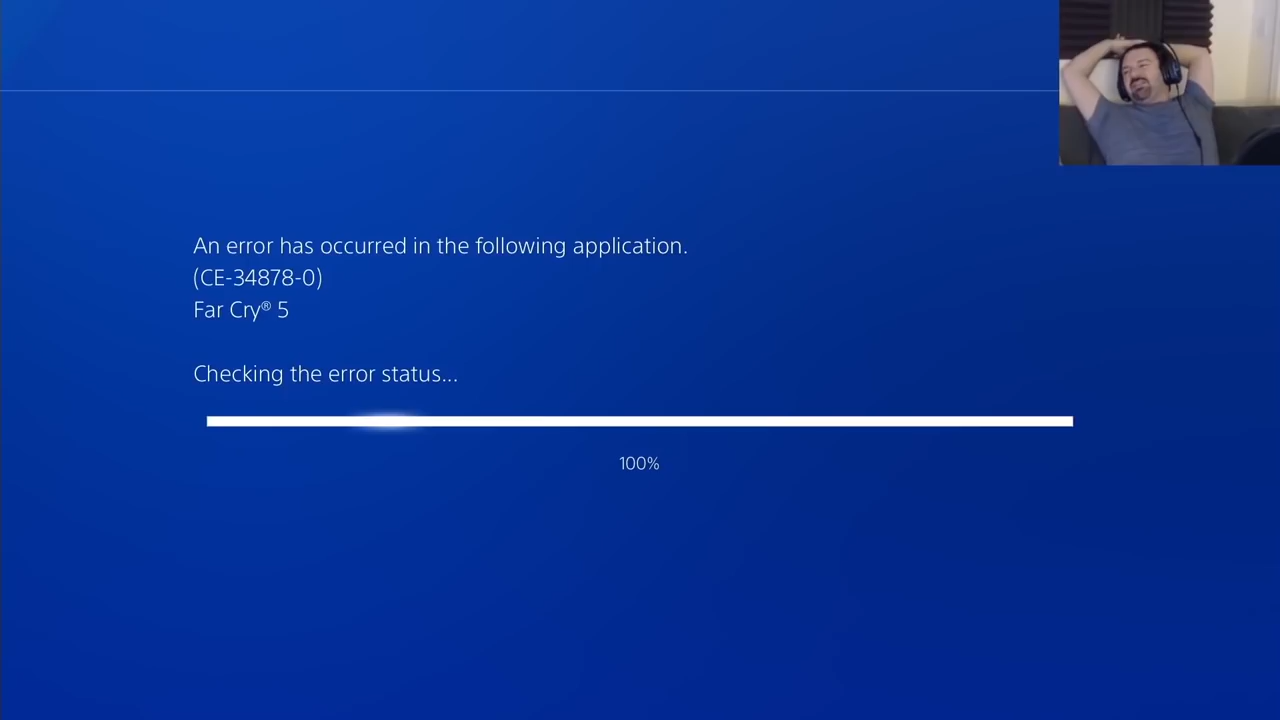 An error has occurred in the following application.
(CE-34878-0)
Far Cry® 5
Checking the error status...
100%